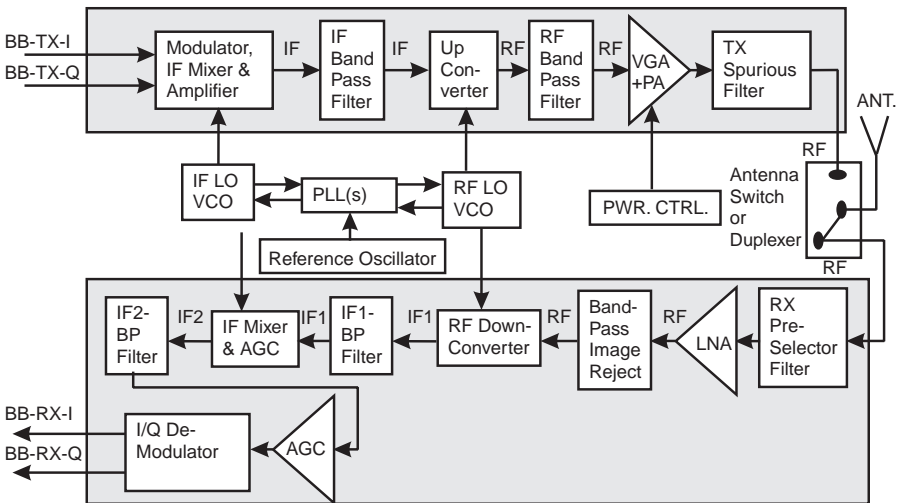 BB-TX-I
BB-TX-Q
Modulator,
IF Mixer &
Amplifier
IF
IF
Band
Pass
Filter
IF
Up
Con-
verter
RF
RF
Band
Pass
Filter
RF
VGA
+PA
TX
Spurious
Filter
ANT.
RF
Antenna
Switch
or
Duplexer
RF
IF LO
VCO
PLL(s)
RF LO
VCO
PWR. CTRL.
Reference Oscillator
IF2-
BP
Filter
IF2
IF Mixer
& AGC
IF1
IF1-
BP
Filter
IF1
RF Down-
Converter
RF
Band-
Pass
Image
Reject
RF
LNA
RX
Pre-
Selector
Filter
BB-RX-I
BB-RX-Q
I/Q De-
Modulator
AGC